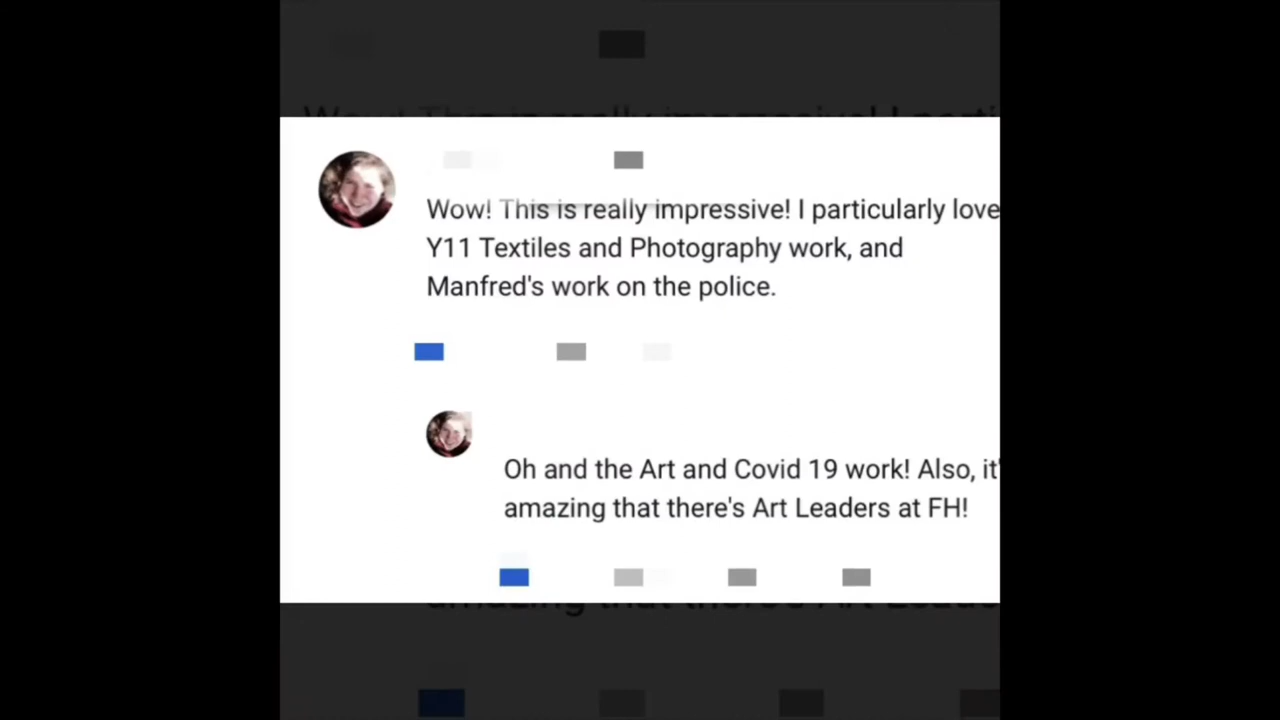 Wow! This is really impressive! I particularly love
Y11 Textiles and Photography work, and
Manfred's work on the police.
Oh and the Art and Covid 19 work! Also, it'
amazing that there's Art Leaders at FH!